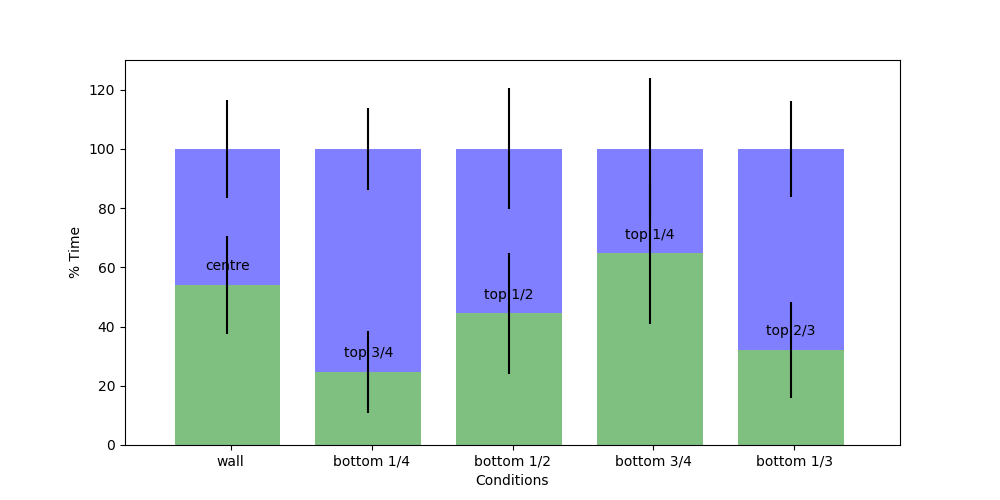 120
100
80
60
40
20
0
% Time
centre
top 3/4
top 1/2
top 1/4
top 2/3
wall
bottom 1/4
bottom 1/2
bottom 3/4
bottom 1/3
Conditions